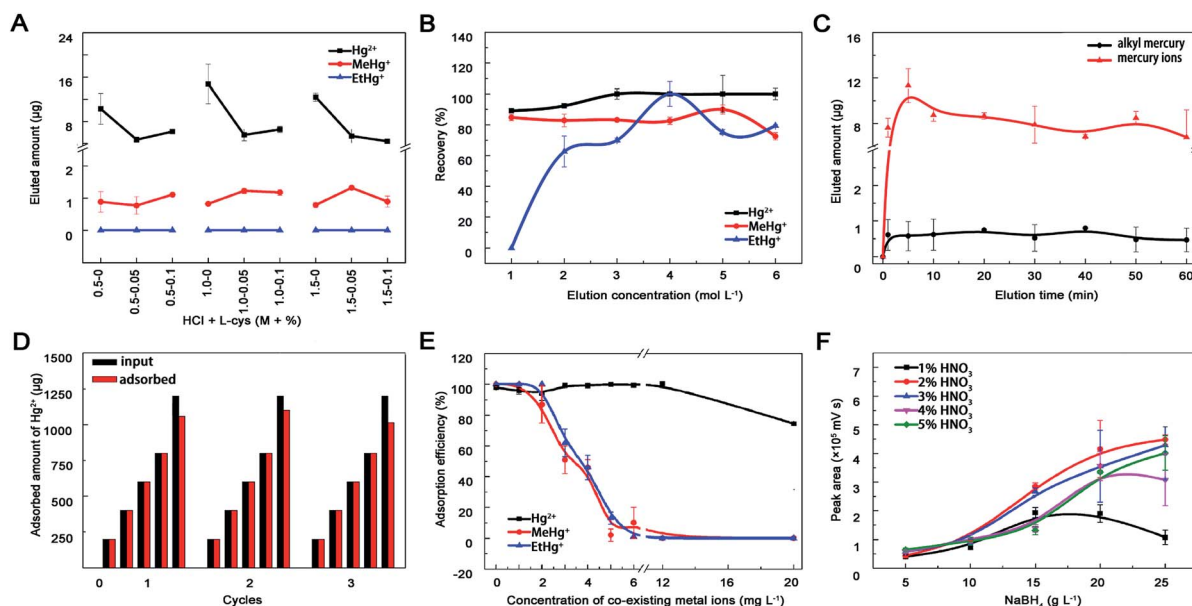 A
Eluted amount (µg)
24
16
8
2
1
0
Hg²⁺
MeHg⁺
EtHg⁺
0.5-0
0.5-0.05
0.5-0.1
1.0-0
1.0-0.05
1.0-0.1
1.5-0
1.5-0.05
1.5-0.1
HCl + L-cys (M + %)
B
Recovery (%)
140
120
100
80
60
40
20
0
Hg²⁺
MeHg⁺
EtHg⁺
1 2 3 4 5 6
Elution concentration (mol L⁻¹)
C
Eluted amount (µg)
16
12
8
2
1
0
alkyl mercury
mercury ions
0 10 20 30 40 50 60
Elution time (min)
D
Adsorbed amount of Hg²⁺ (µg)
1500
1250
1000
750
500
250
input
adsorbed
0 1 2 3
Cycles
E
Adsorption efficiency (%)
120
100
80
60
40
20
0
-20
Hg²⁺
MeHg⁺
EtHg⁺
0 2 4 6 12 20
Concentration of co-existing metal ions (mg L⁻¹)
F
Peak area (×10⁵ mV s)
7
6
5
4
3
2
1
0
1% HNO₃
2% HNO₃
3% HNO₃
4% HNO₃
5% HNO₃
5 10 15 20 25
NaBH₄ (g L⁻¹)